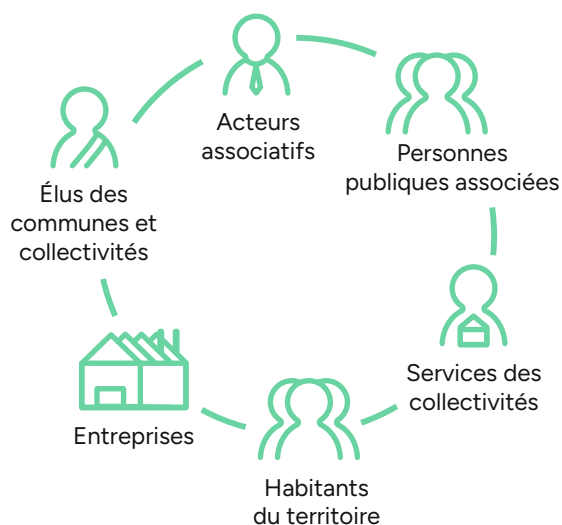 Acteurs
associatifs
Personnes
publiques associées
Élus des
communes et
collectivités
Services des
collectivités
Entreprises
Habitants
du territoire